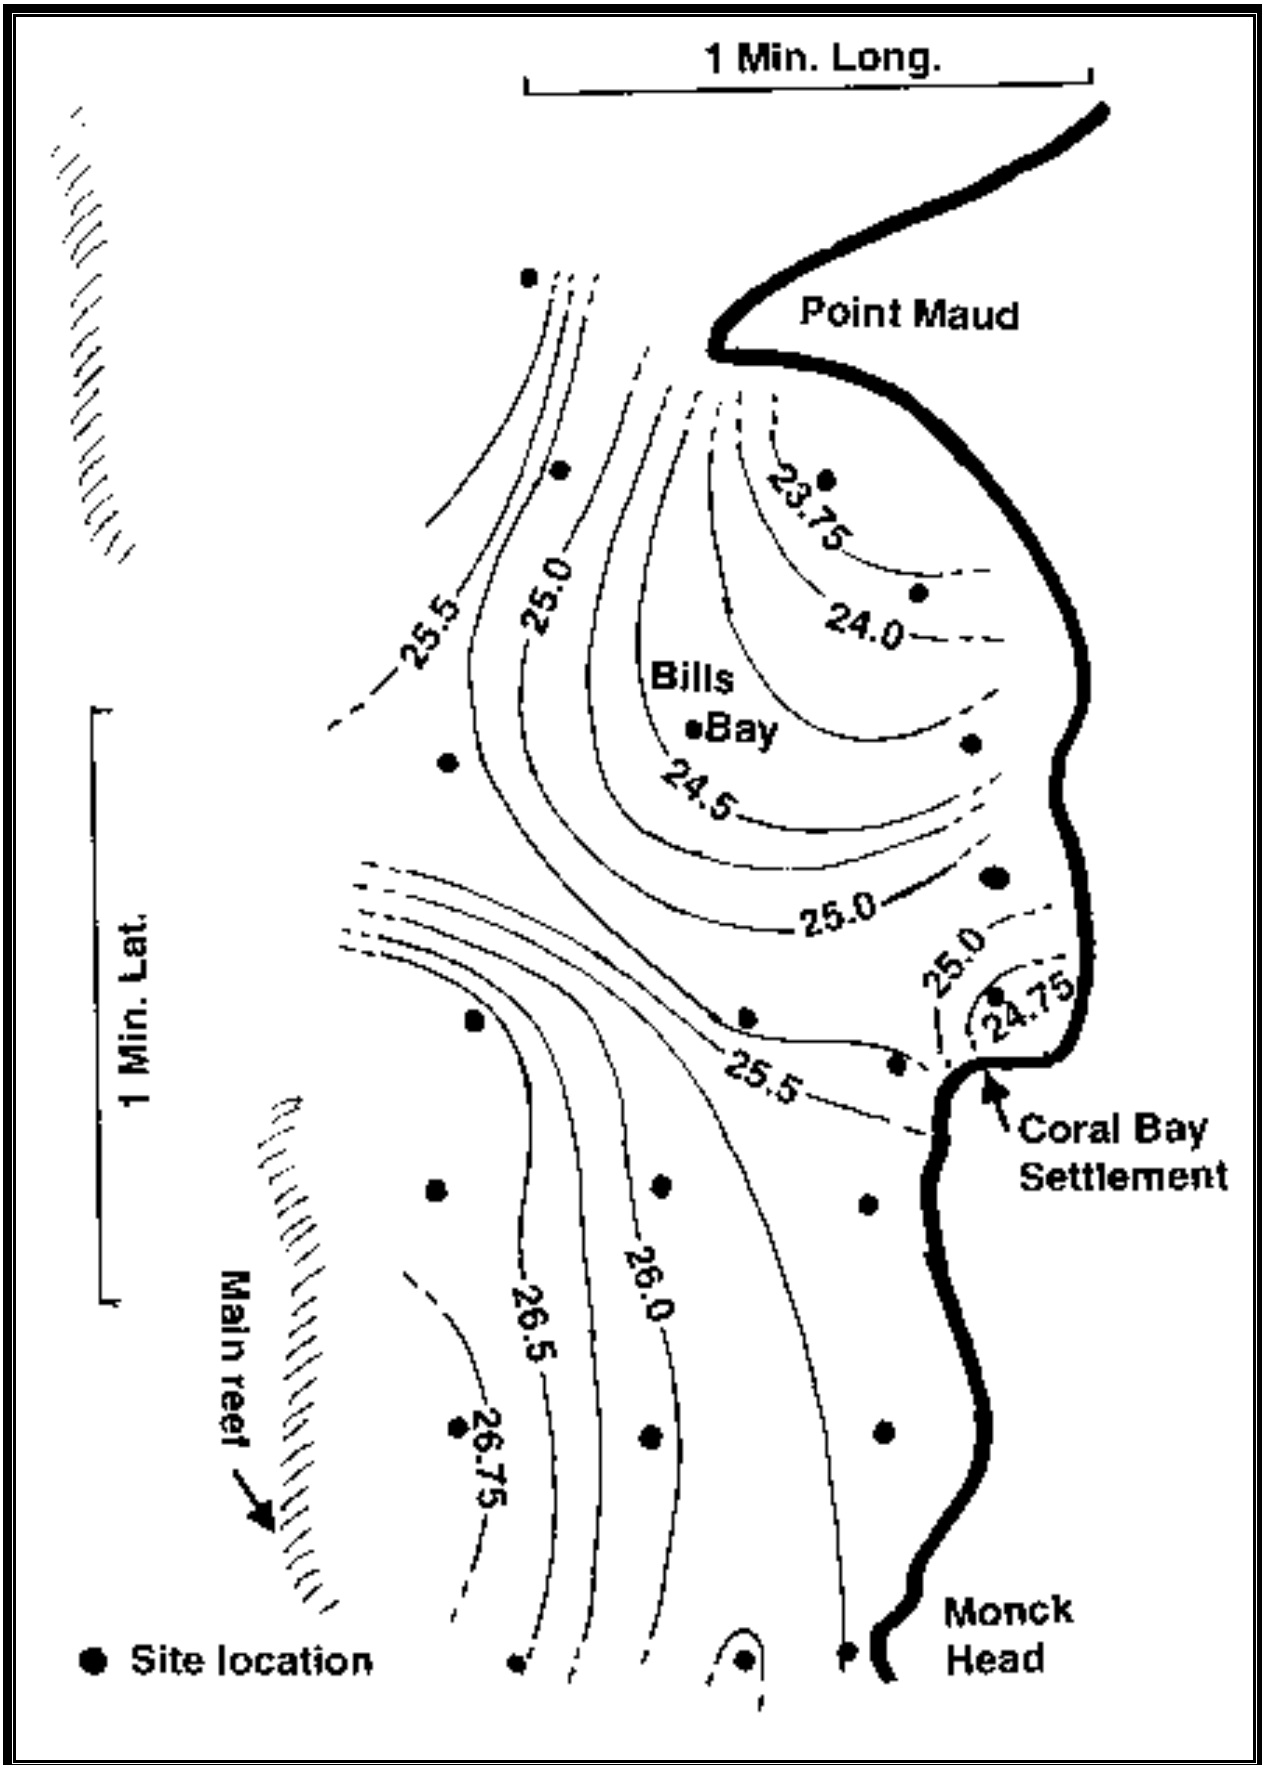 1 Min. Long.
Point Maud
23.75
25.0
25.5
24.0
Bills
Bay
24.5
25.0
25.0
24.75
1 Min. Lat.
25.5
Coral Bay
Settlement
26.0
26.5
Main reef
26.75
Monck
Head
Site location